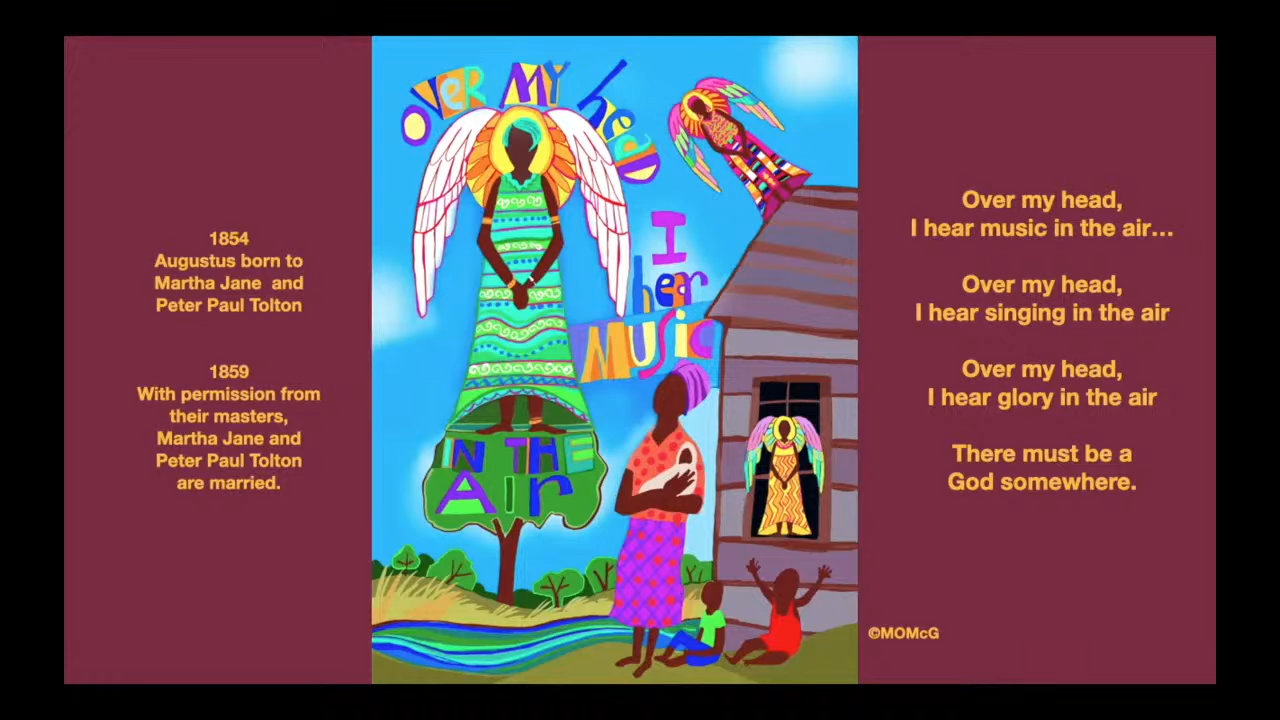 1854
Augustus born to
Martha Jane and
Peter Paul Tolton
1859
With permission from
their masters,
Martha Jane and
Peter Paul Tolton
are married.
OVER MY heaD
I
hear
MUSic
IN THE
AIr
Over my head,
I hear music in the air…
Over my head,
I hear singing in the air
Over my head,
I hear glory in the air
There must be a
God somewhere.
©MOMcG